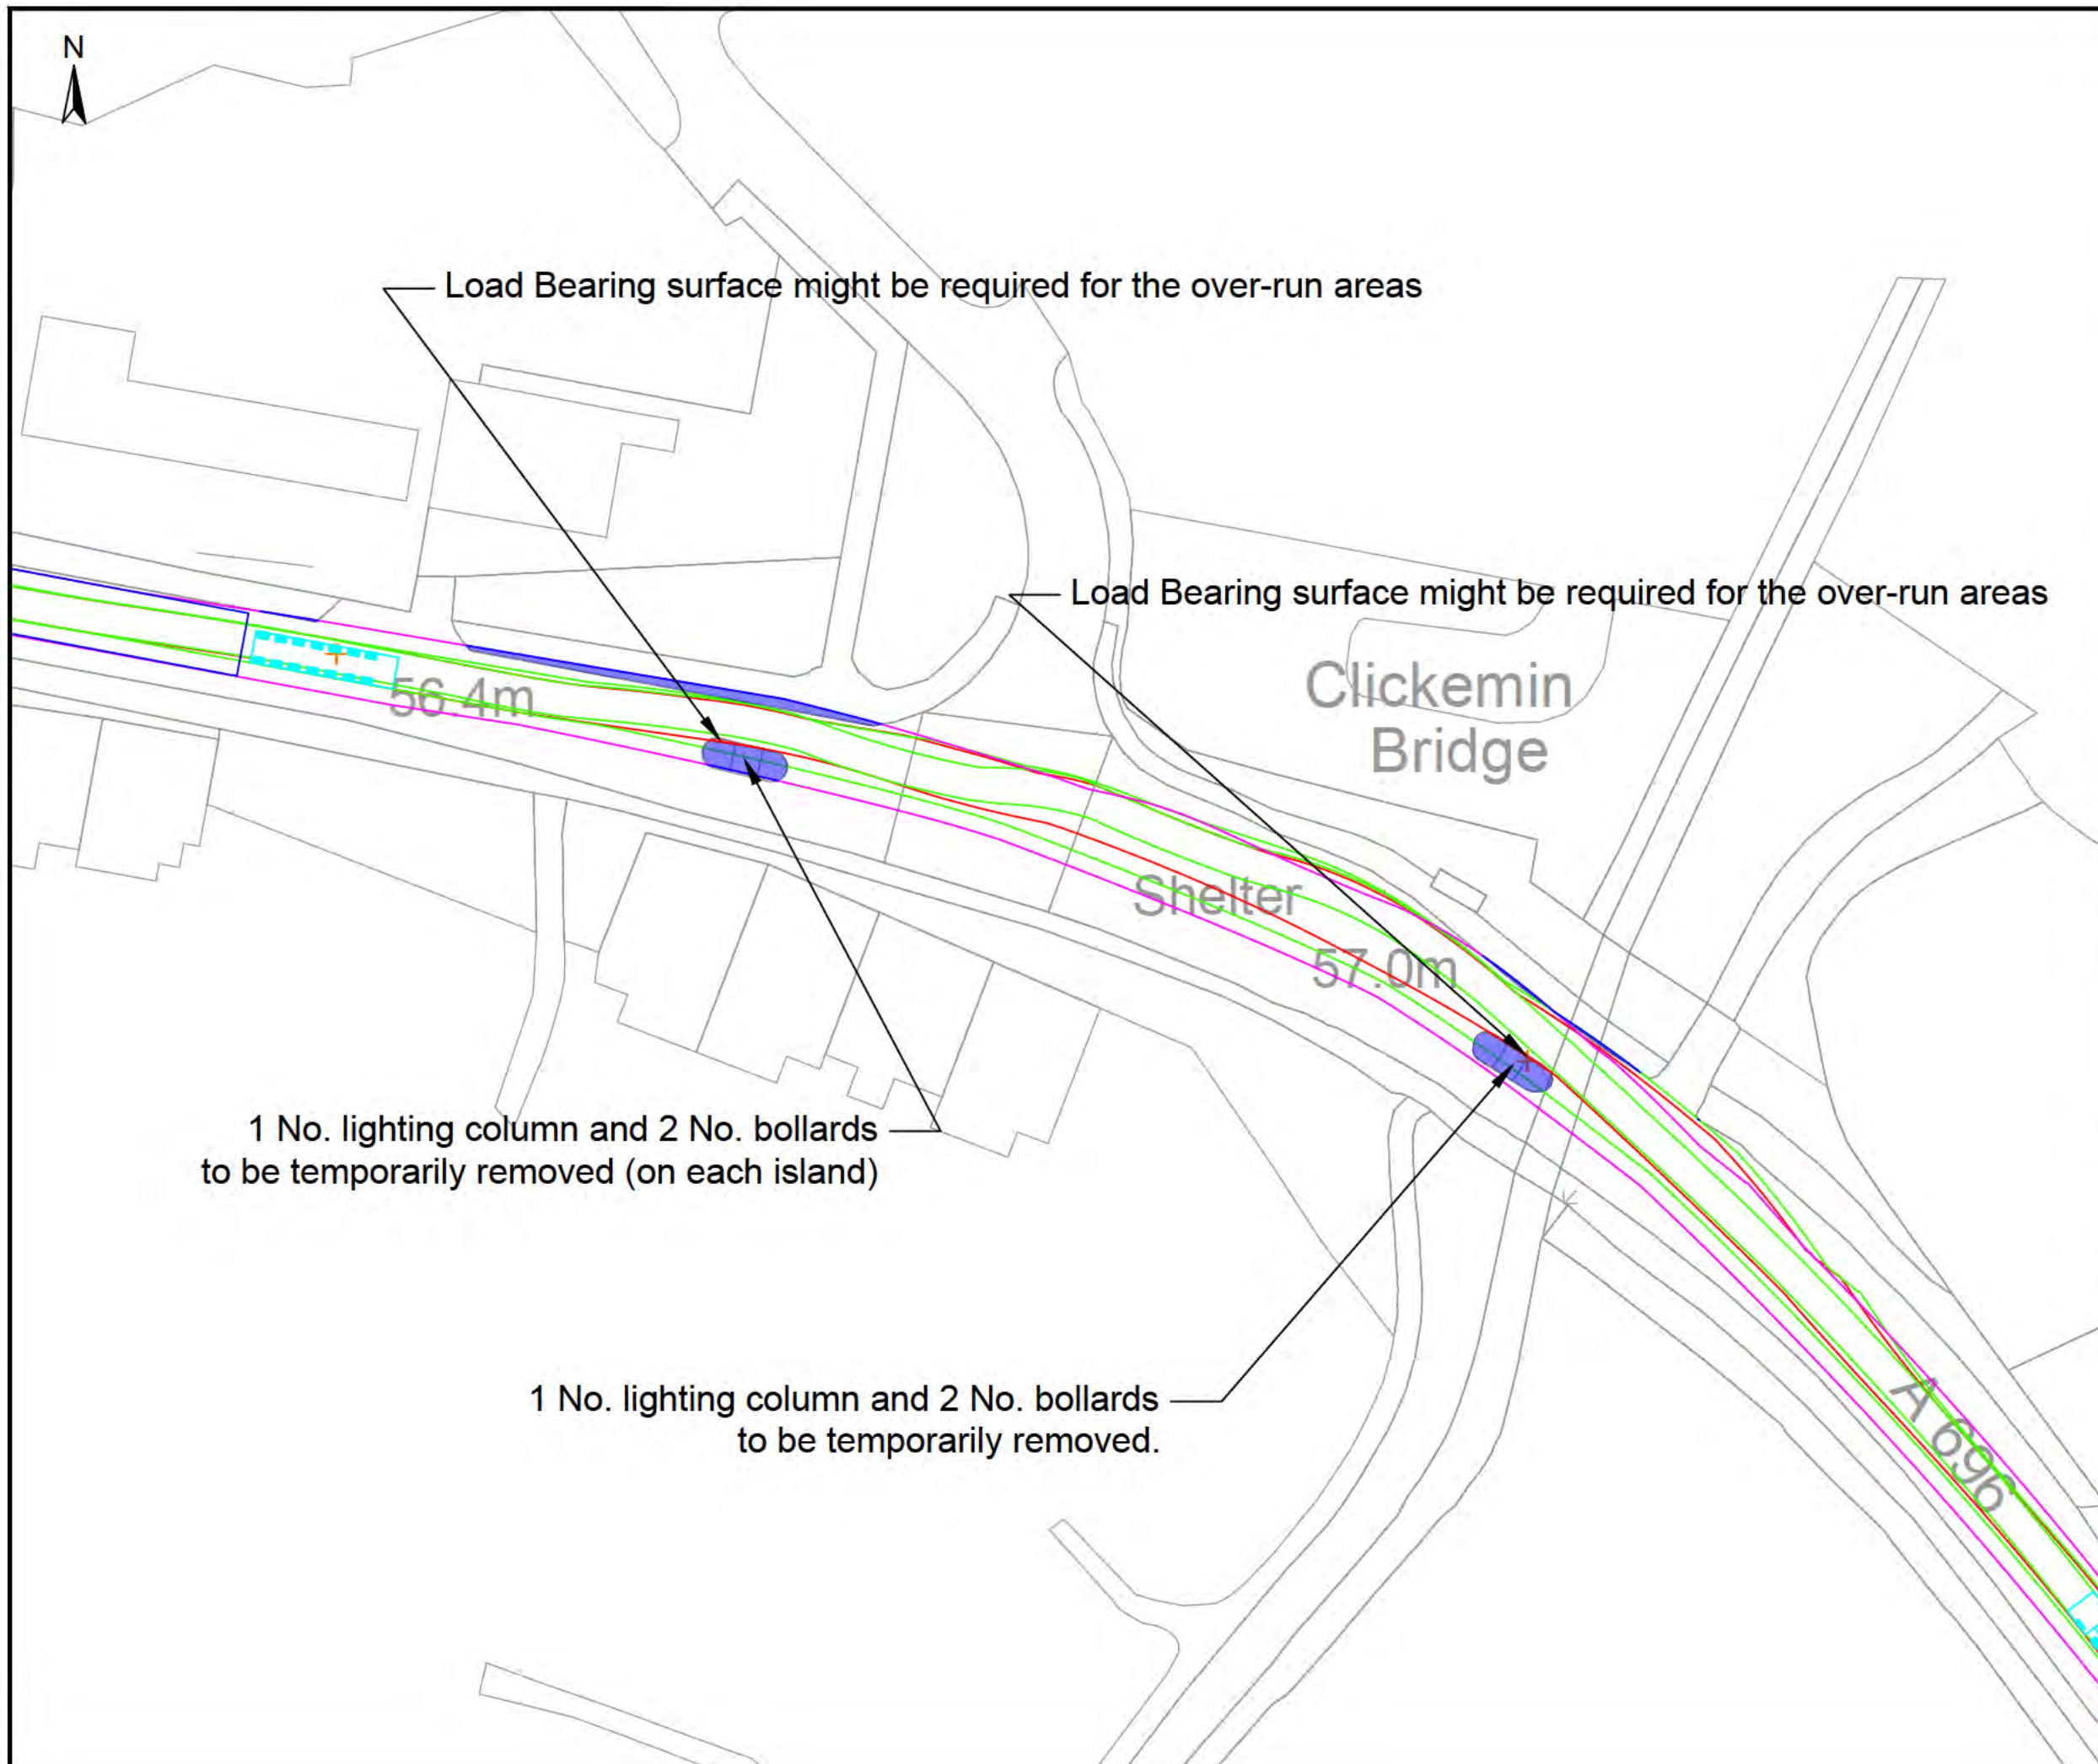 N
Load Bearing surface might be required for the over-run areas
Load Bearing surface might be required for the over-run areas
Clickemin
Bridge
56.4m
Shelter
57.0m
1 No. lighting column and 2 No. bollards
to be temporarily removed (on each island)
1 No. lighting column and 2 No. bollards
to be temporarily removed.
A 696